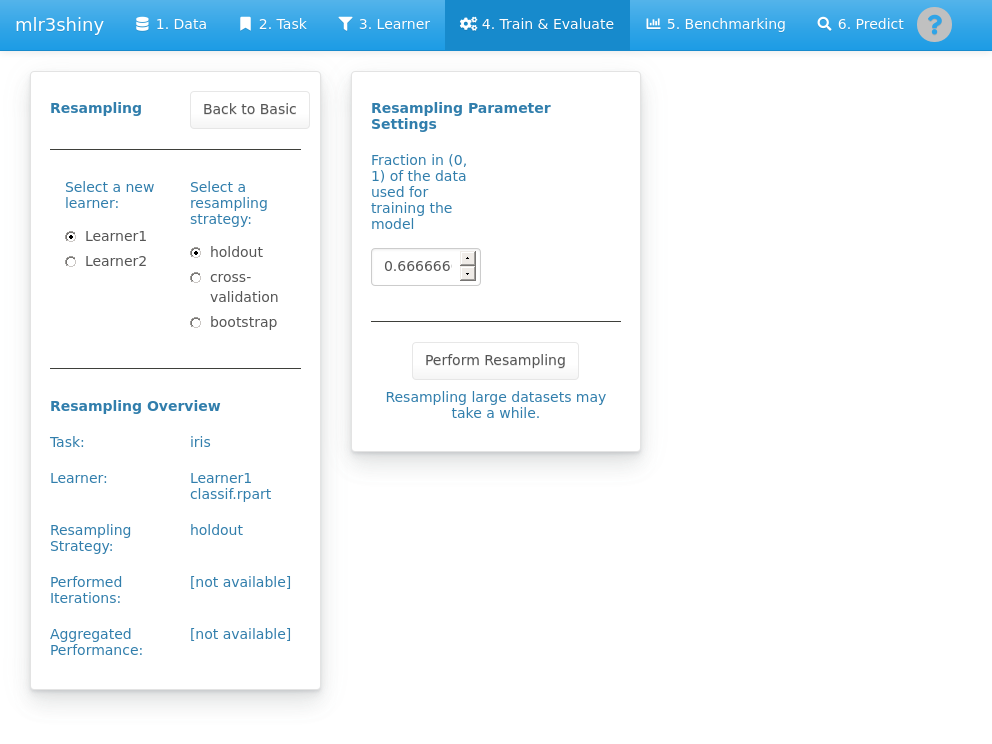 mlr3shiny
1. Data
2. Task
3. Learner
4. Train & Evaluate
5. Benchmarking
6. Predict
?
Resampling
Back to Basic
Select a new
learner:
Learner1
Learner2
Select a
resampling
strategy:
holdout
cross-
validation
bootstrap
Resampling Overview
Task:
iris
Learner:
Learner1
classif.rpart
Resampling
Strategy:
holdout
Performed
Iterations:
[not available]
Aggregated
Performance:
[not available]
Resampling Parameter
Settings
Fraction in (0,
1) of the data
used for
training the
model
0.666666
Perform Resampling
Resampling large datasets may
take a while.